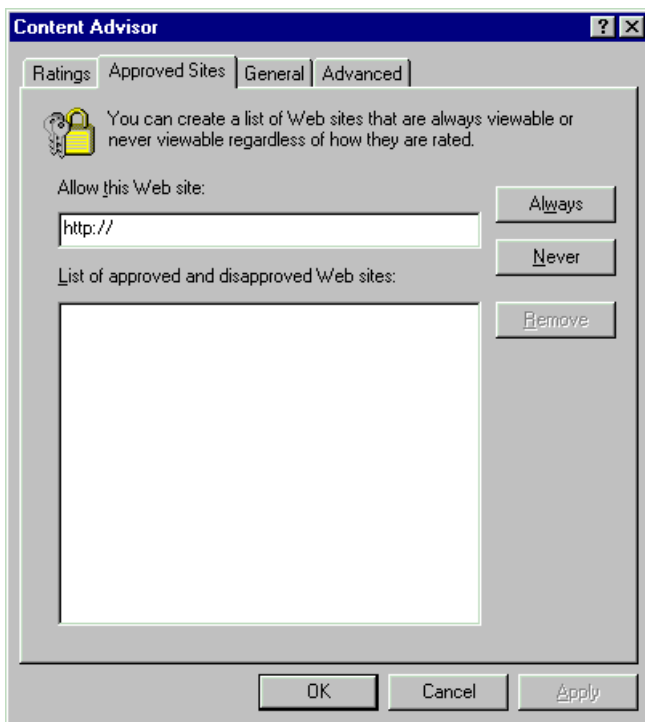 Content Advisor
Ratings Approved Sites General Advanced
You can create a list of Web sites that are always viewable or
never viewable regardless of how they are rated.
Allow this Web site:
Always
http://
Never
List of approved and disapproved Web sites:
Remove
OK Cancel Apply